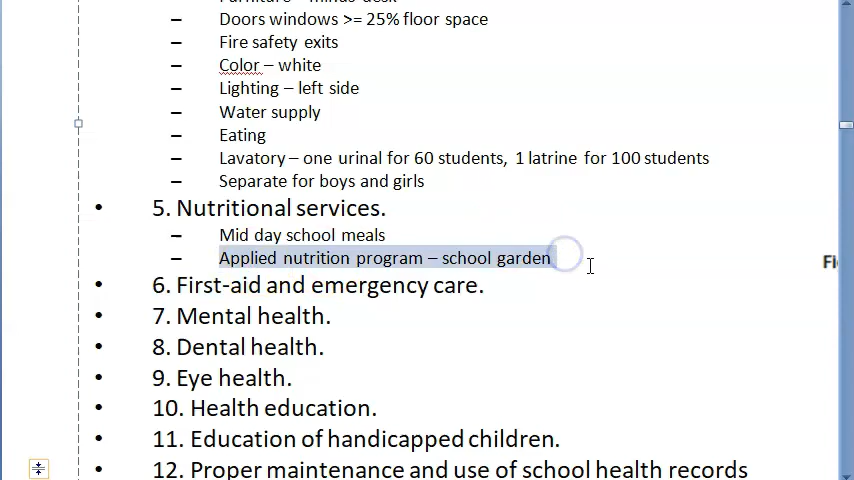 – Doors windows >= 25% floor space
– Fire safety exits
– Color – white
– Lighting – left side
– Water supply
– Eating
– Lavatory – one urinal for 60 students, 1 latrine for 100 students
– Separate for boys and girls
• 5. Nutritional services.
– Mid day school meals
– Applied nutrition program – school garden
• 6. First-aid and emergency care.
• 7. Mental health.
• 8. Dental health.
• 9. Eye health.
• 10. Health education.
• 11. Education of handicapped children.
• 12. Proper maintenance and use of school health records